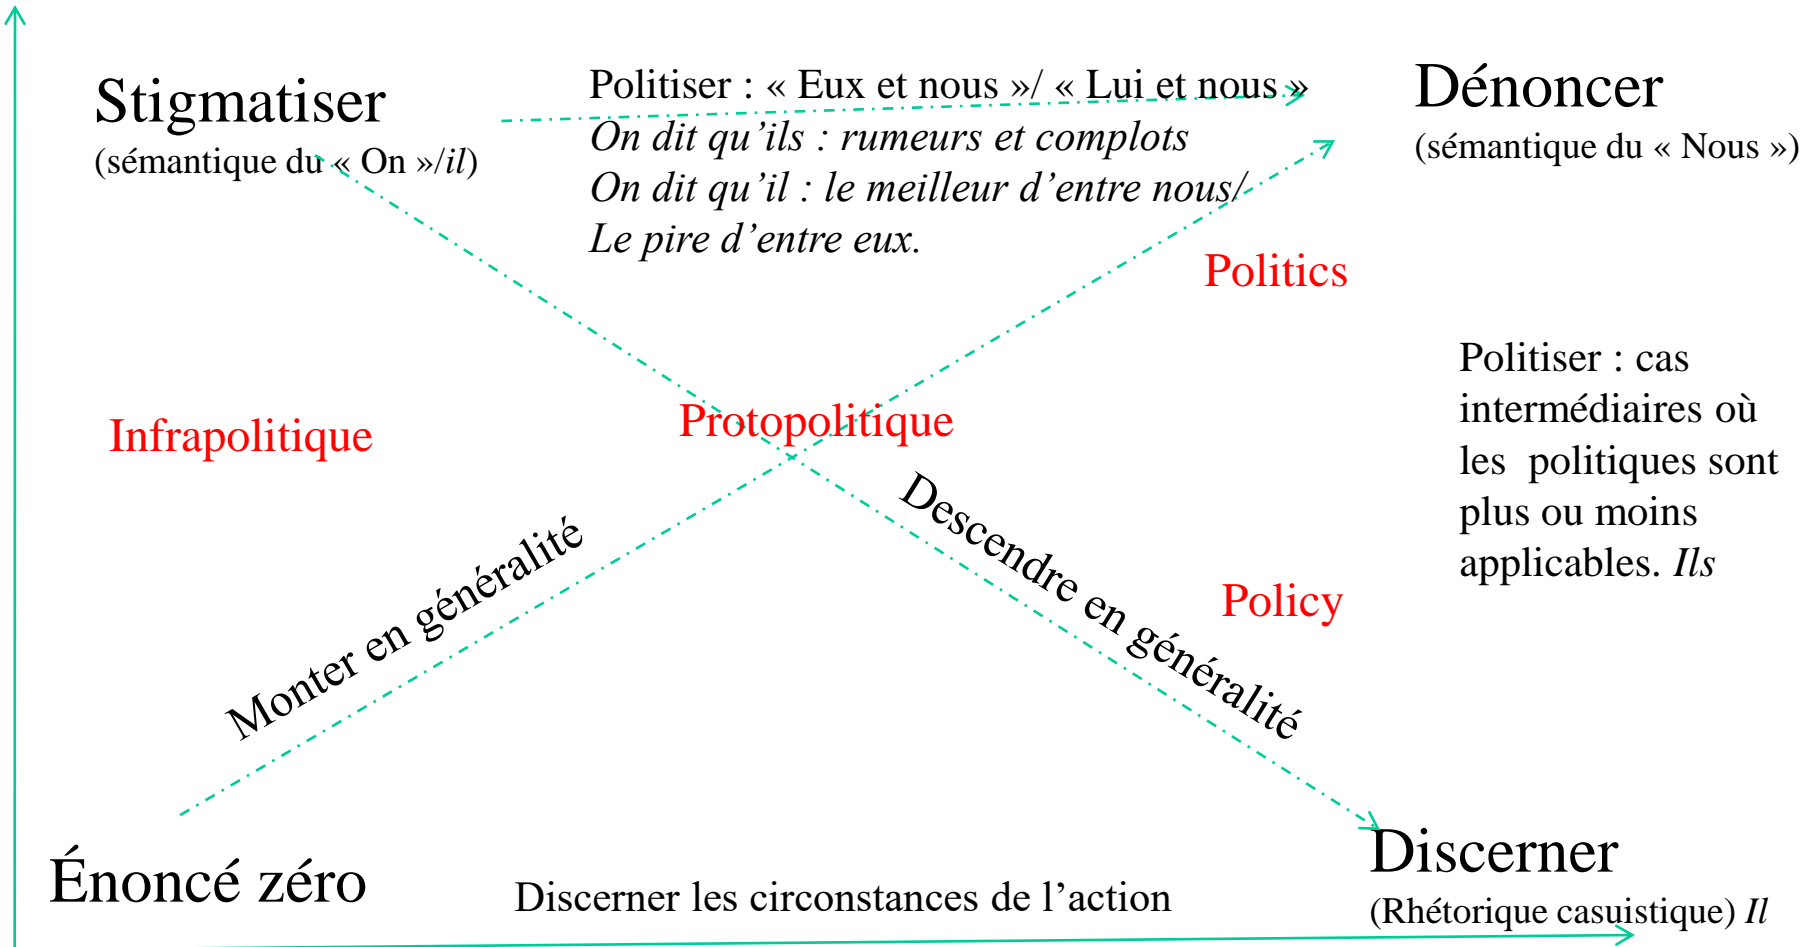 Stigmatiser
(sémantique du « On »/il)
Politiser : « Eux et nous »/ « Lui et nous »
On dit qu’ils : rumeurs et complots
On dit qu’il : le meilleur d’entre nous/
Le pire d’entre eux.
Dénoncer
(sémantique du « Nous »)
Politics
Infrapolitique
Protopolitique
Politiser : cas
intermédiaires où
les politiques sont
plus ou moins
applicables. Ils
Monter en généralité
Descendre en généralité
Policy
Énoncé zéro
Discerner les circonstances de l’action
Discerner
(Rhétorique casuistique) Il